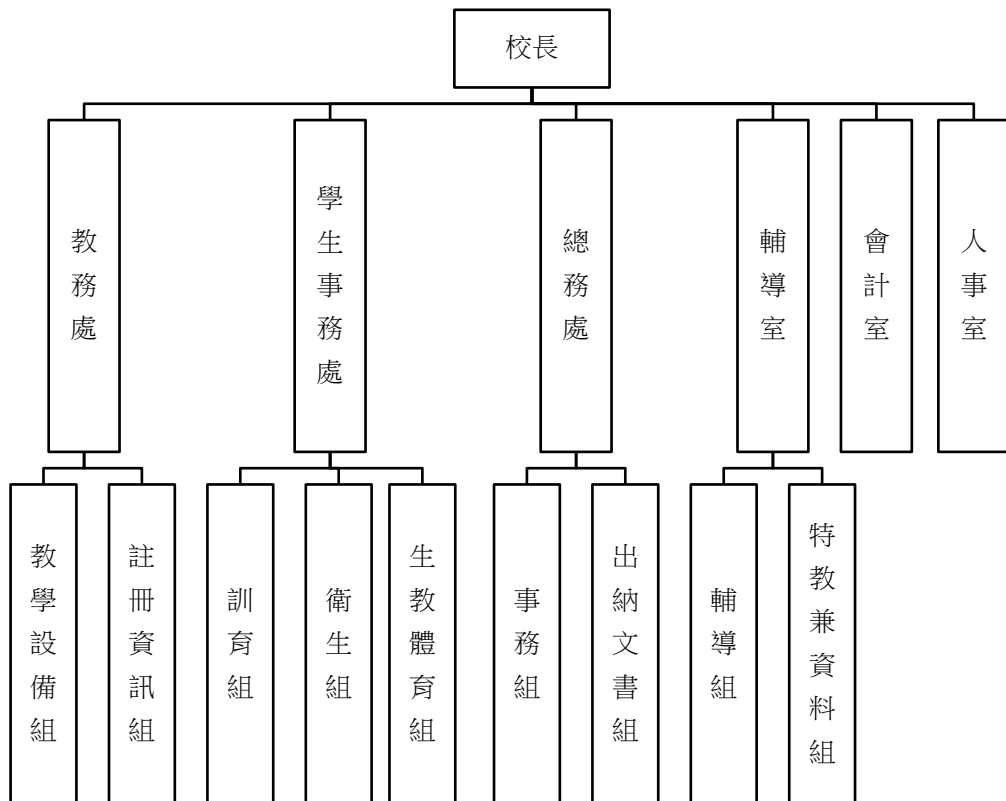 校長
教務處
學生事務處
總務處
輔導室
會計室
人事室
教學設備組
註冊資訊組
訓育組
衛生組
生教體育組
事務組
出納文書組
輔導組
特教兼資料組